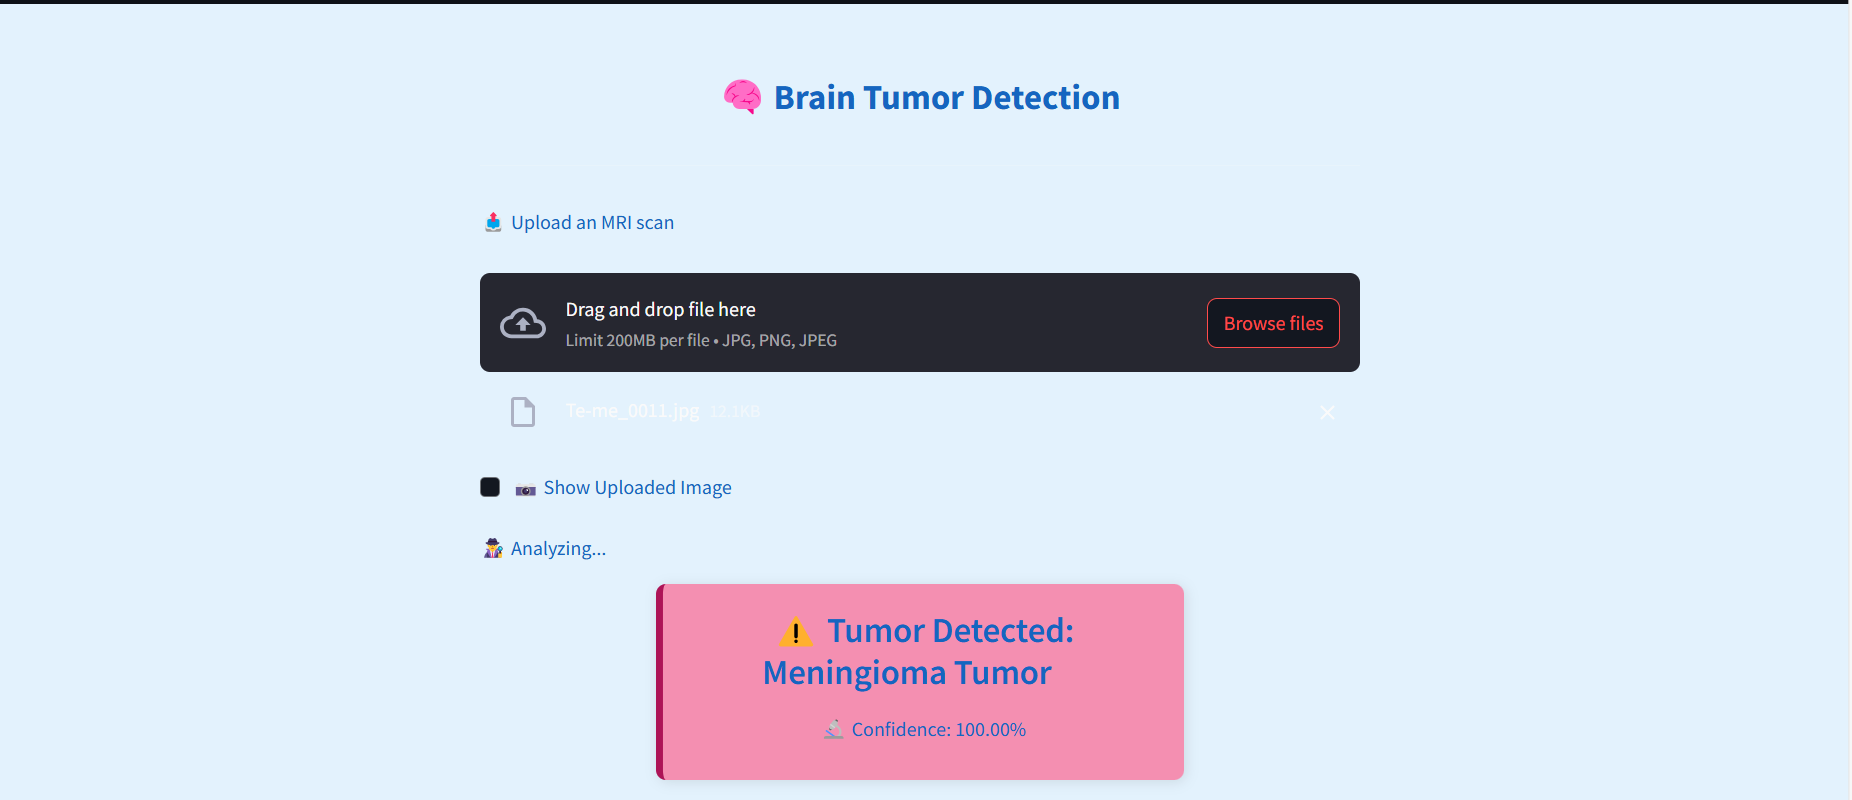 Brain Tumor Detection
Upload an MRI scan
Drag and drop file here
Limit 200MB per file • JPG, PNG, JPEG
Browse files
Te-me_0011.jpg 12.1KB
Show Uploaded Image
Analyzing...
Tumor Detected:
Meningioma Tumor
Confidence: 100.00%